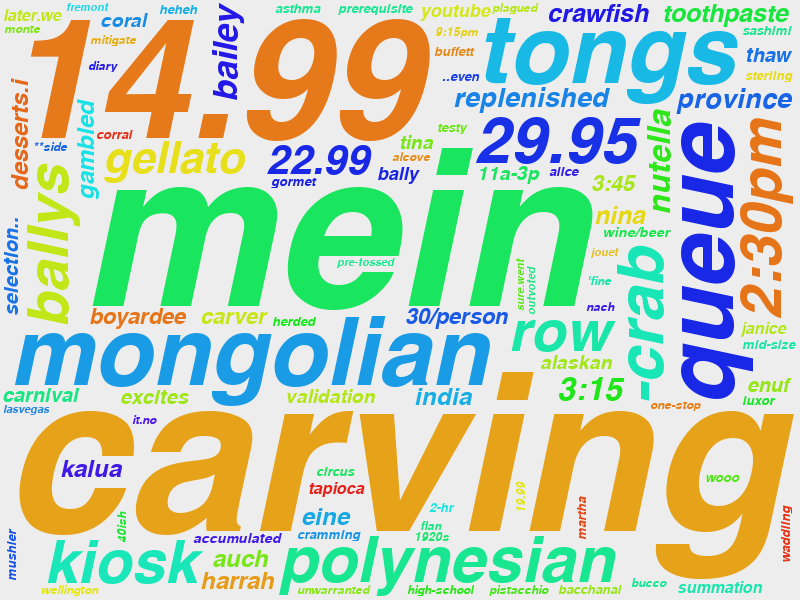 later.we
fremont
heheh
asthma
prerequisite
youtube
plagued
crawfish
toothpaste
monte
coral
bailey
14.99
9:15pm
tongs
sashimi
mitigate
buffett
thaw
diary
..even
sterling
desserts.i
replenished
province
gambled
corral
testy
29.95
nutella
queue
2:30pm
**side
gellato
22.99
tina
alcove
gormet
bally
11a-3p
alice
3:45
ballys
mein
nina
selection..
wine/beer
pre-tossed
jouet
-crab
sure.went
outvoted
'fine
nach
boyardee
carver
herded
30/person
row
janice
mongolian
mid-size
alaskan
carnival
excites
validation
india
3:15
enuf
lasvegas
one-stop
luxor
it.no
carving
kalua
circus
tapioca
wooo
19.99
2-hr
martha
eine
40ish
flan
1920s
waddling
mushier
accumulated
cramming
kiosk
auch
polynesian
harrah
bucco
wellington
unwarranted
high-school
pistacchio
bacchanal
summation